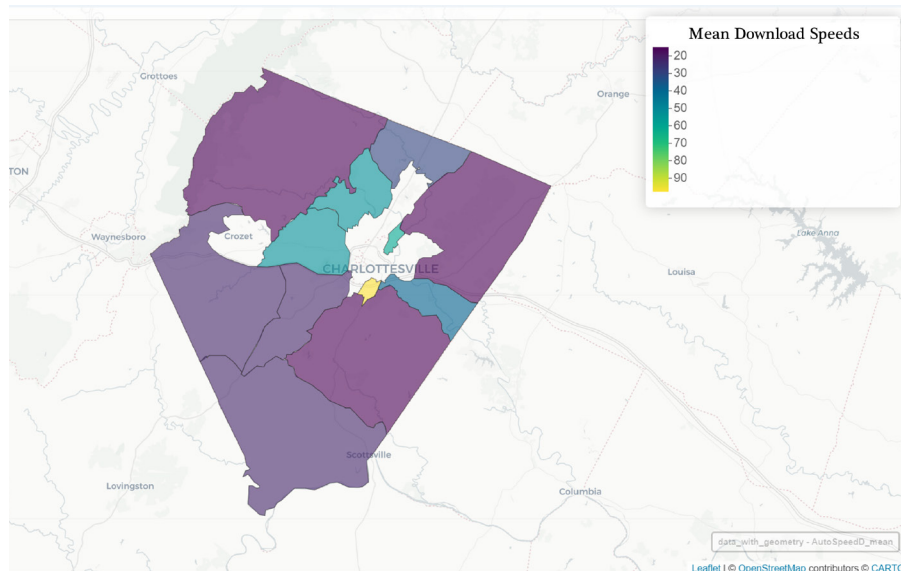 Mean Download Speeds
20
30
40
50
60
70
80
90
Grottoes
Orange
TON
Waynesboro
Crozet
Lake Anna
CHARLOTTESVILLE
Louisa
Scottsville
Lovingston
Columbia
data_with_geometry - AutoSpeedD_mean
Leaflet | © OpenStreetMap contributors © CARTO